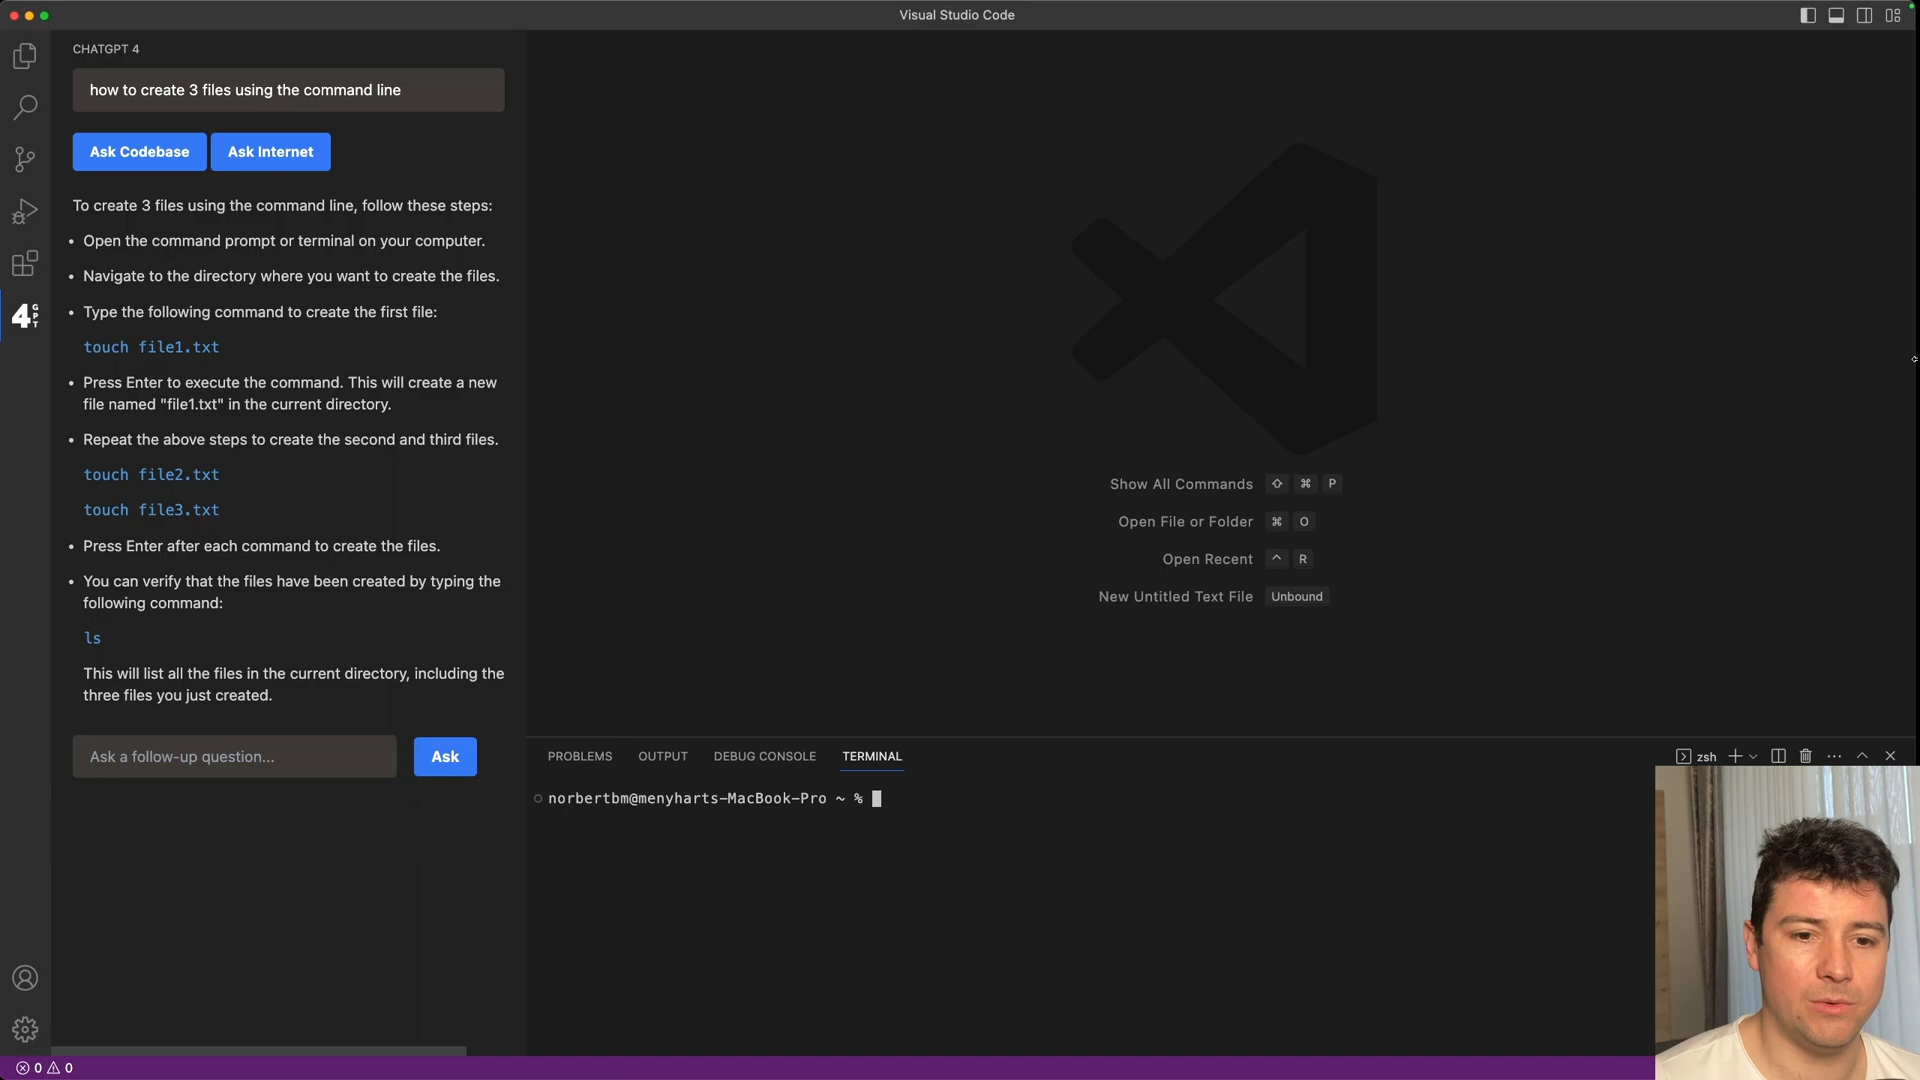 Visual Studio Code
CHATGPT 4
how to create 3 files using the command line
Ask Codebase
Ask Internet
To create 3 files using the command line, follow these steps:
• Open the command prompt or terminal on your computer.
• Navigate to the directory where you want to create the files.
• Type the following command to create the first file:
touch file1.txt
• Press Enter to execute the command. This will create a new
file named "file1.txt" in the current directory.
• Repeat the above steps to create the second and third files.
touch file2.txt
touch file3.txt
• Press Enter after each command to create the files.
• You can verify that the files have been created by typing the
following command:
ls
This will list all the files in the current directory, including the
three files you just created.
Ask a follow-up question...
Ask
4 GPT
Show All Commands ⇧ ⌘ P
Open File or Folder ⌘ O
Open Recent ^ R
New Untitled Text File Unbound
PROBLEMS OUTPUT DEBUG CONSOLE TERMINAL
zsh
norbertbm@menyharts-MacBook-Pro ~ %
0 0